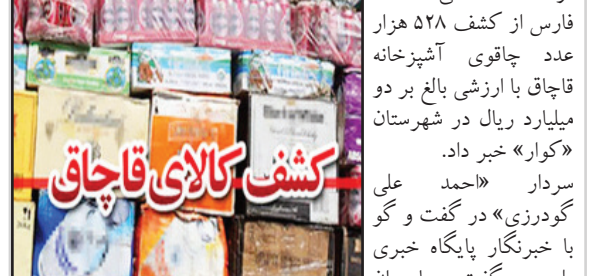 فارس از کشف ۵۲۸ هزار
عدد چاقوی آشپزخانه
قاچاق با ارزشی بالغ بر دو
میلیارد ریال در شهرستان
«کوار» خبر داد.
سردار «احمد علی
گودرزی» در گفت و گو
با خبرنگار پایگاه خبری
کشف کالای قاچاق